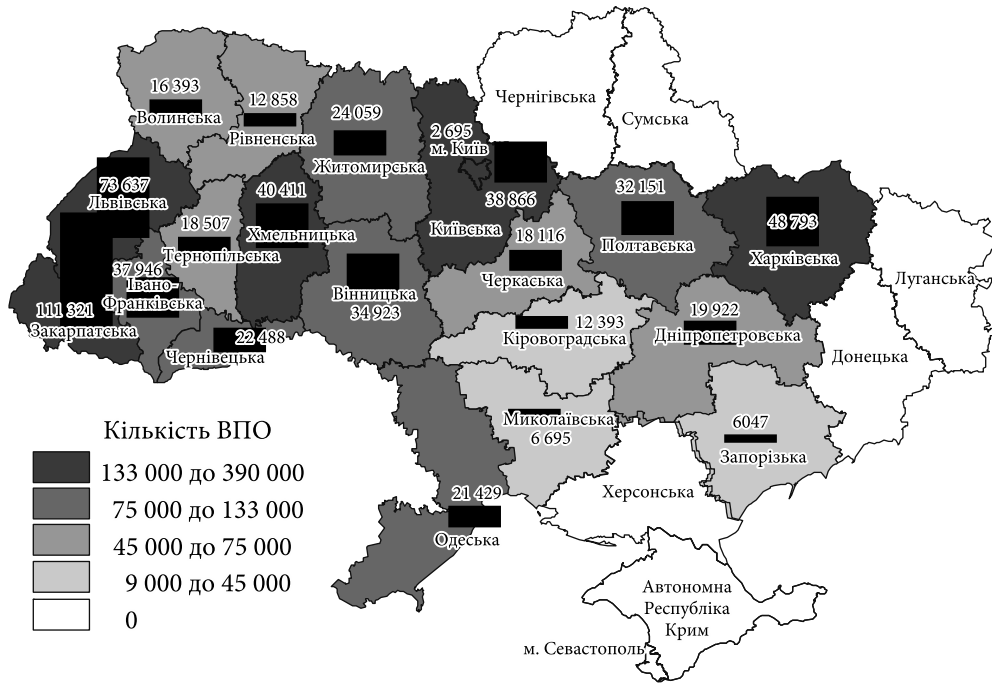 16 393
Волинська
12 858
Рівненська
24 059
Житомирська
2 695
м. Київ
38 866
Київська
Чернігівська
Сумська
73 637
Львівська
40 411
Хмельницька
18 507
Тернопільська
37 946
Івано-
Франківська
111 321
Закарпатська
22 488
Чернівецька
Вінницька
34 923
18 116
Черкаська
32 151
Полтавська
48 793
Харківська
Луганська
12 393
Кіровоградська
19 922
Дніпропетровська
Донецька
Миколаївська
6 695
6047
Запорізька
21 429
Одеська
Херсонська
Автономна
Республіка
Крим
м. Севастополь
Кількість ВПО
133 000 до 390 000
75 000 до 133 000
45 000 до 75 000
9 000 до 45 000
0